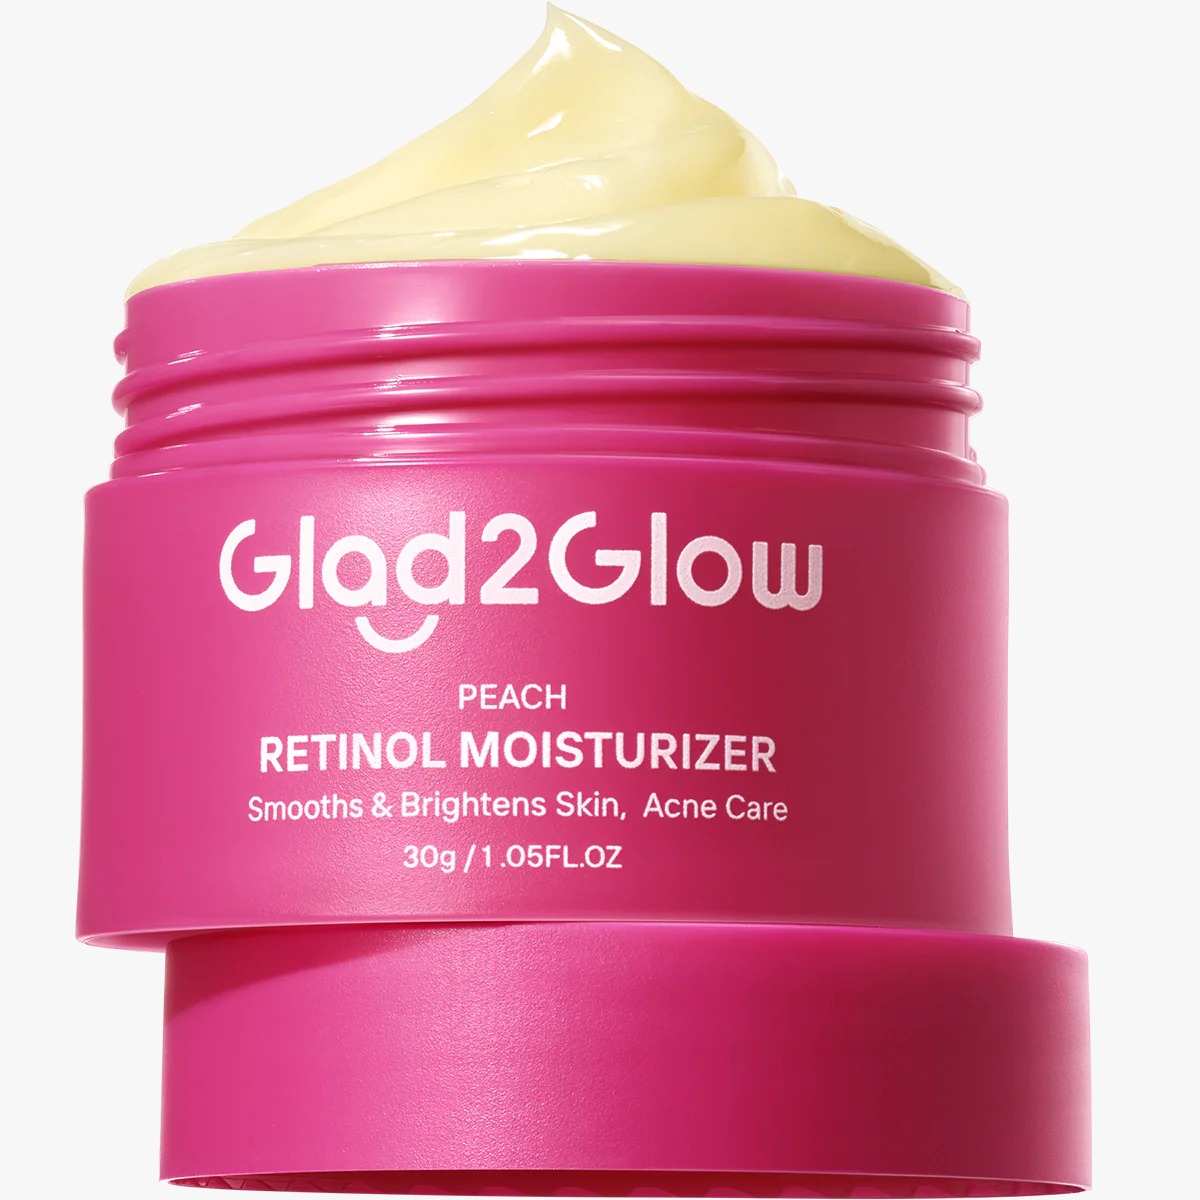 Glad2Glow
PEACH
RETINOL MOISTURIZER
Smooths & Brightens Skin, Acne Care
30g / 1.05FL.OZ